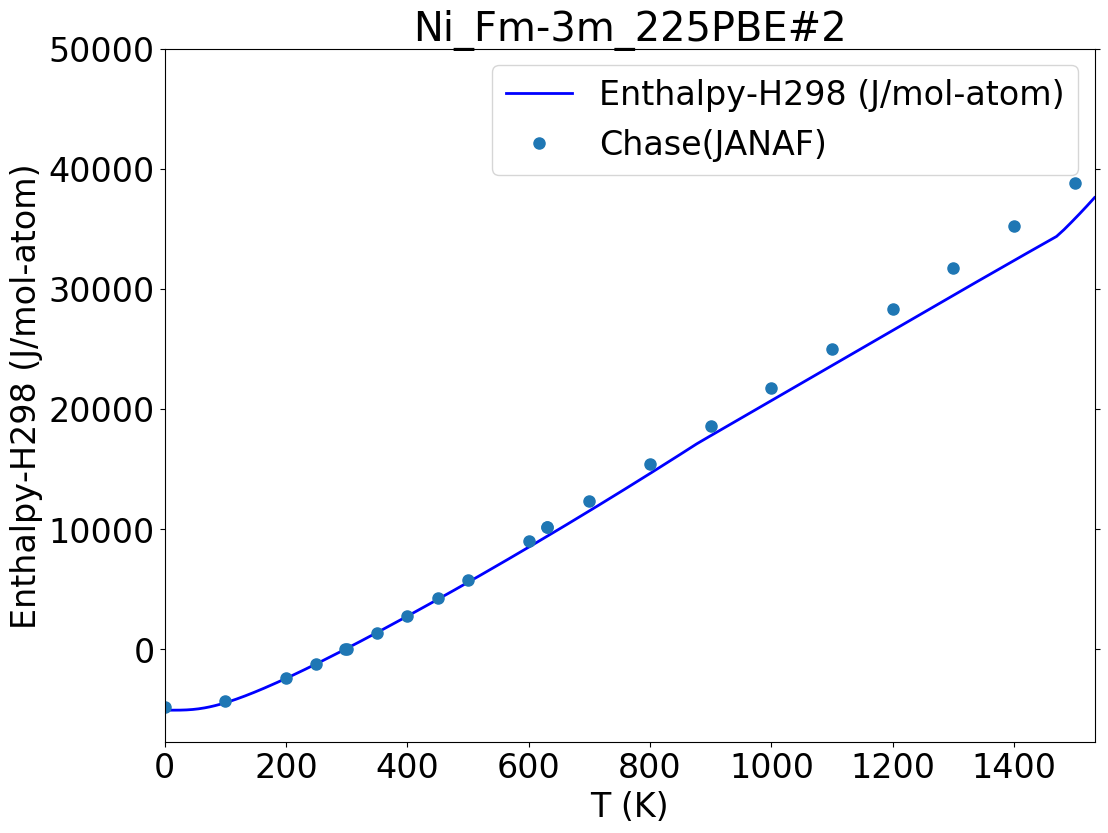 Ni_Fm-3m_225PBE#2
Enthalpy-H298 (J/mol-atom)
Chase(JANAF)
Enthalpy-H298 (J/mol-atom)
50000
40000
30000
20000
10000
0
0 200 400 600 800 1000 1200 1400
T (K)